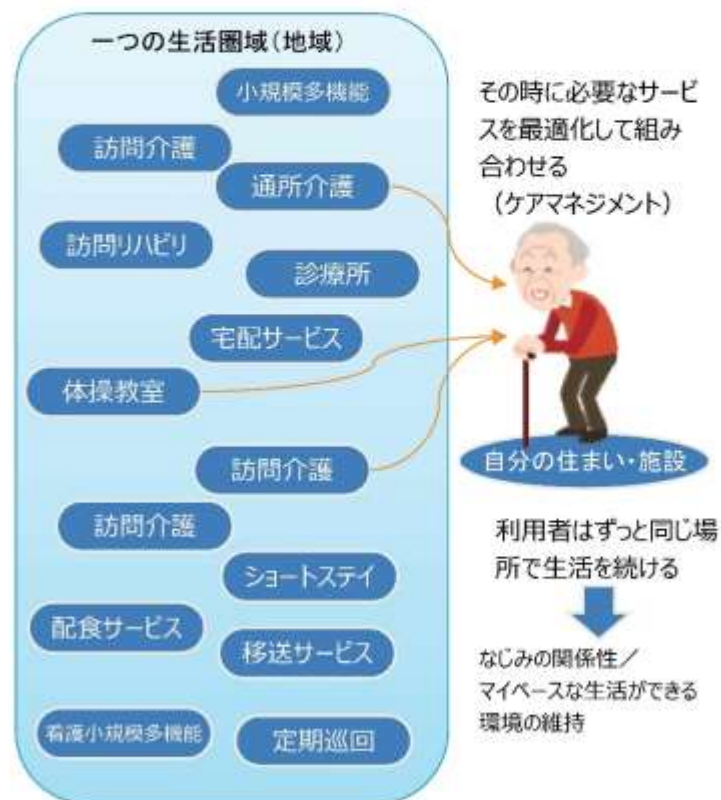 一つの生活圏域（地域）
小規模多機能
訪問介護
通所介護
訪問リハビリ
診療所
宅配サービス
体操教室
訪問介護
訪問介護
ショートステイ
配食サービス
移送サービス
看護小規模多機能
定期巡回
その時に必要なサービ
スを最適化して組み
合わせる
（ケアマネジメント）
自分の住まい・施設
利用者はずっと同じ場
所で生活を続ける
なじみの関係性／
マイペースな生活ができる
環境の維持